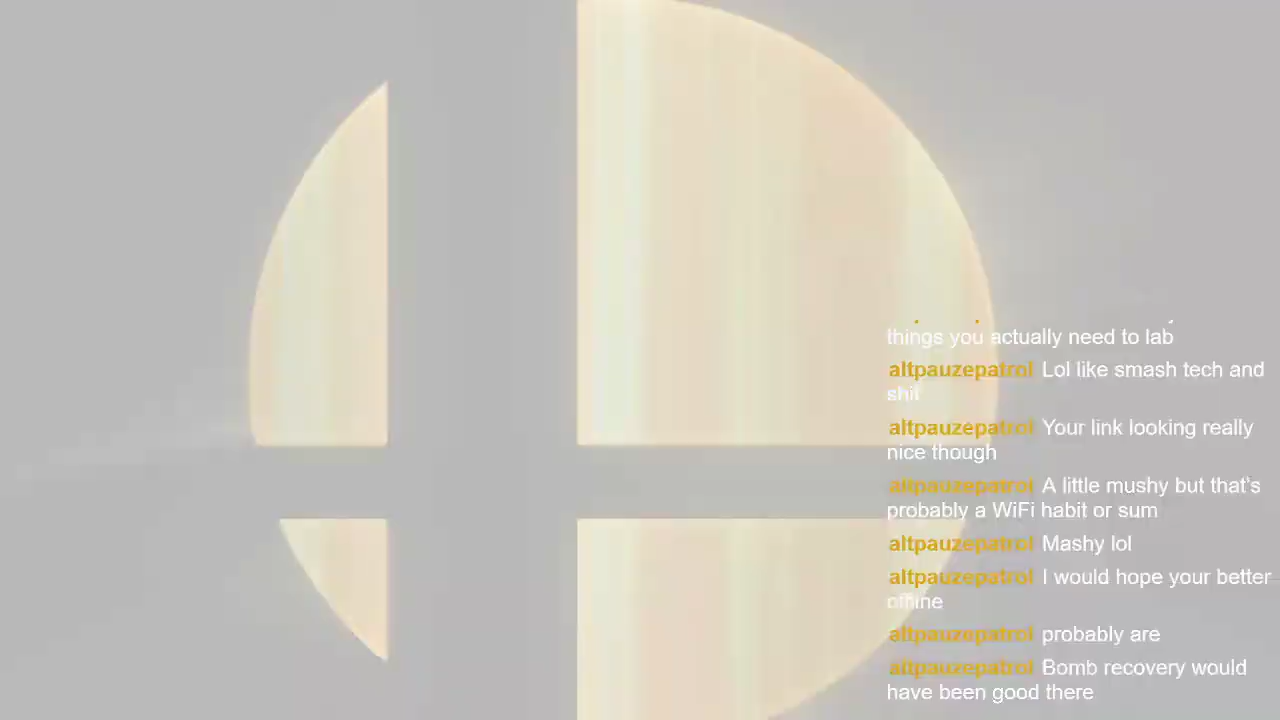 things you actually need to lab
altpauzepatrol Lol like smash tech and
shit
altpauzepatrol Your link looking really
nice though
altpauzepatrol A little mushy but that's
probably a WiFi habit or sum
altpauzepatrol Mashy lol
altpauzepatrol I would hope your better
offline
altpauzepatrol probably are
altpauzepatrol Bomb recovery would
have been good there